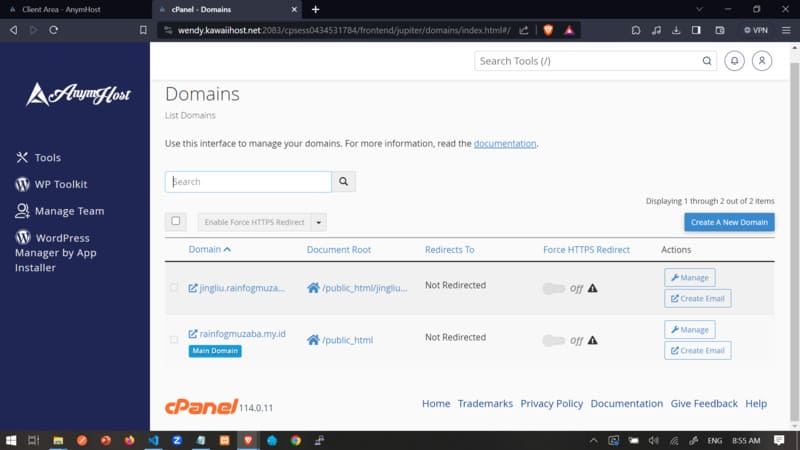 Client Area - AnymHost
cPanel - Domains
wendy.kawaiihost.net:2083/cpsess0434531784/frontend/jupiter/domains/index.html#/
VPN
AnymHost
Search Tools (/)
Tools
WP Toolkit
Manage Team
WordPress
Manager by App
Installer
Domains
List Domains
Use this interface to manage your domains. For more information, read the documentation.
Search
Displaying 1 through 2 out of 2 items
Enable Force HTTPS Redirect
Create A New Domain
Domain Document Root Redirects To Force HTTPS Redirect Actions
jingliu.rainfogmuza... /public_html/jingliu... Not Redirected Off Manage
Create Email
rainfogmuzaba.my.id /public_html Not Redirected Off Manage
Main Domain Create Email
cPanel 114.0.11 Home Trademarks Privacy Policy Documentation Give Feedback Help
ENG 8:55 AM